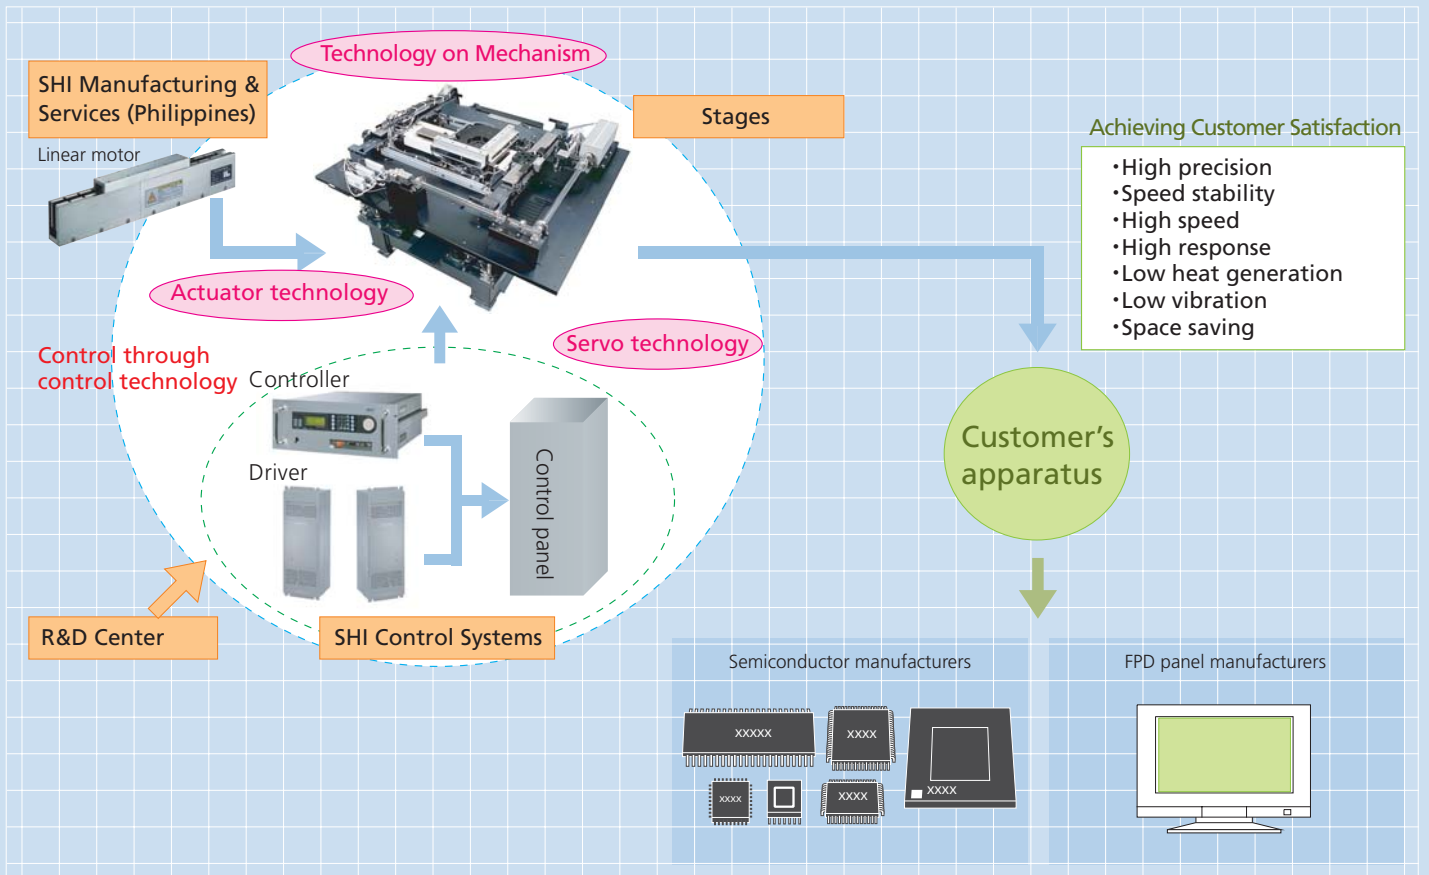 Technology on Mechanism
SHI Manufacturing &
Services (Philippines)
Linear motor
Stages
Achieving Customer Satisfaction
・High precision
・Speed stability
・High speed
・High response
・Low heat generation
・Low vibration
・Space saving
Actuator technology
Servo technology
Control through
control technology
Controller
Driver
Control panel
Customer's
apparatus
R&D Center
SHI Control Systems
Semiconductor manufacturers
FPD panel manufacturers
XXXXX
XXXX
XXXX
XXXX
XXXX